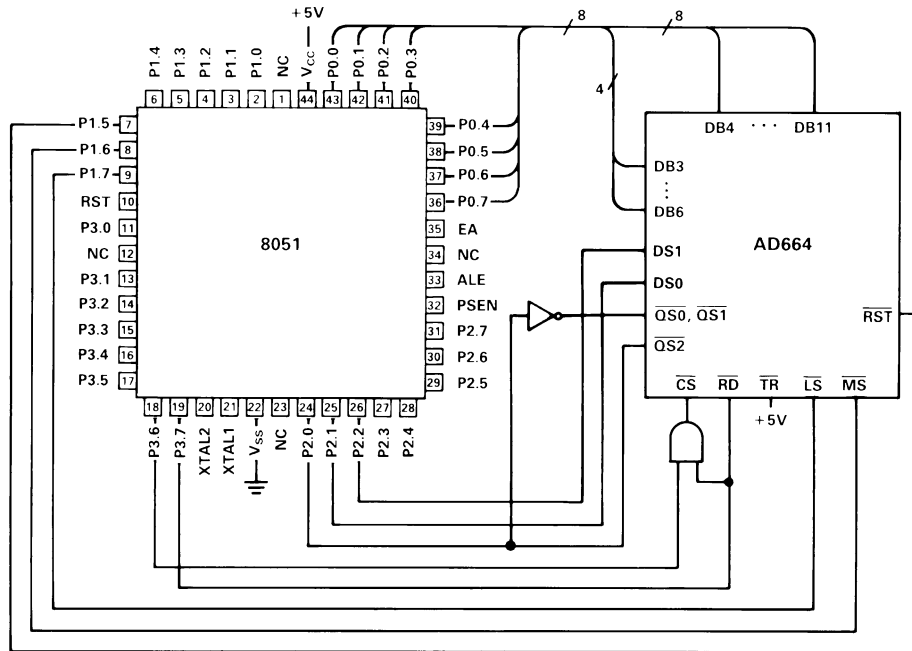 +5V
8
8
P1.4
P1.3
P1.2
P1.1
P1.0
NC
VCC
P0.0
P0.1
P0.2
P0.3
6
5
4
3
2
1
44
43
42
41
40
4
P1.5
7
39
P0.4
DB4 · · · DB11
P1.6
8
38
P0.5
P1.7
9
37
P0.6
DB3
RST
10
36
P0.7
DB6
P3.0
11
35
EA
8051
AD664
NC
12
34
NC
DS1
P3.1
13
33
ALE
DS0
P3.2
14
32
PSEN
QS0, QS1
RST
P3.3
15
31
P2.7
P3.4
16
30
P2.6
QS2
P3.5
17
29
P2.5
CS
RD
TR
LS
MS
+5V
18
19
20
21
22
23
24
25
26
27
28
P3.6
P3.7
XTAL2
XTAL1
VSS
NC
P2.0
P2.1
P2.2
P2.3
P2.4